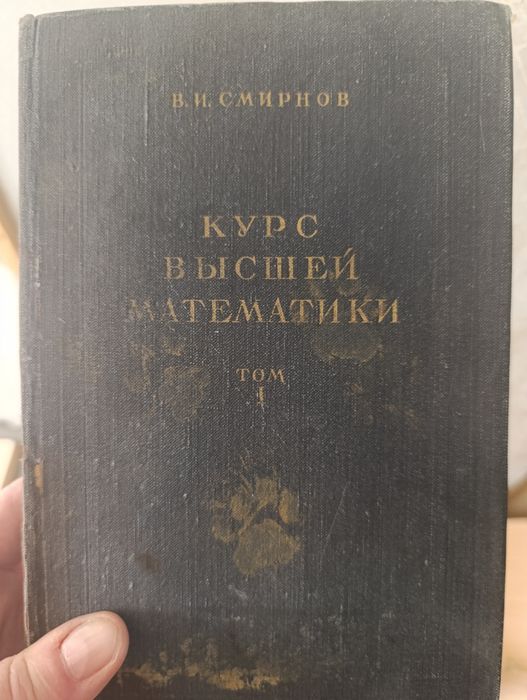 В. И. СМИРНОВ
КУРС
ВЫСШЕЙ
МАТЕМАТИКИ
ТОМ
I